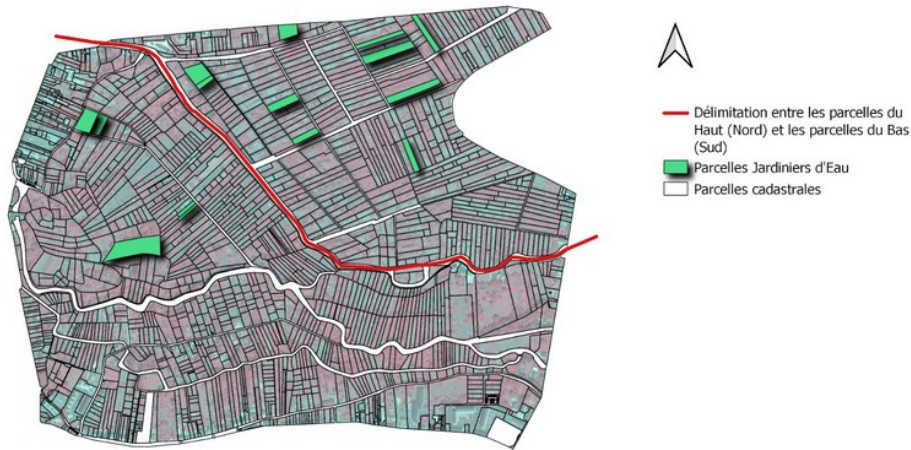 Délimitation entre les parcelles du
Haut (Nord) et les parcelles du Bas
(Sud)
Parcelles Jardiniers d'Eau
Parcelles cadastrales